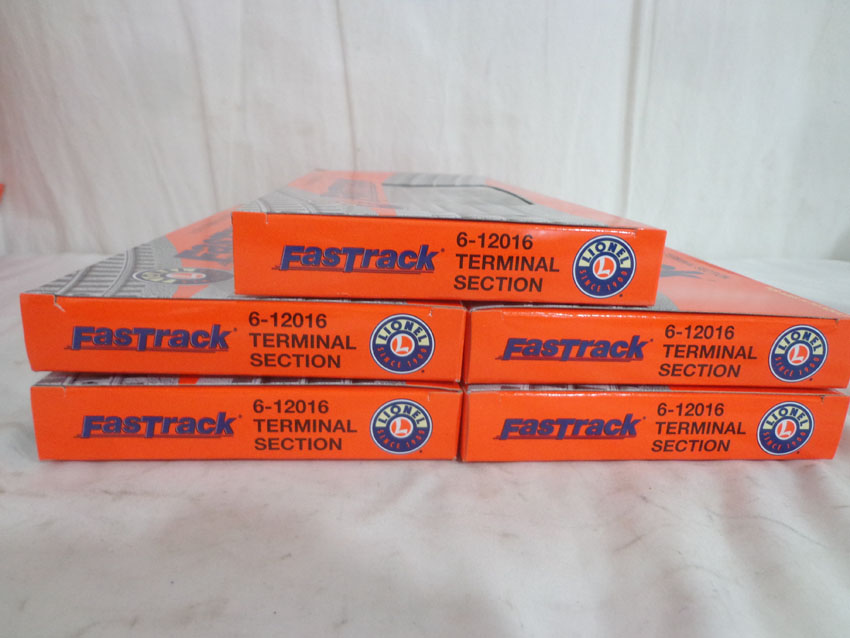 FasTrack
6-12016
TERMINAL
SECTION
LIONEL
L
SINCE 1900
FasTrack
6-12016
TERMINAL
SECTION
LIONEL
L
SINCE 1900
FasTrack
6-12016
TERMINAL
SECTION
LIONEL
L
SINCE 1900
FasTrack
6-12016
TERMINAL
SECTION
LIONEL
L
SINCE 1900
FasTrack
6-12016
TERMINAL
SECTION
LIONEL
L
SINCE 1900